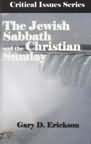 Critical Issues Series
The Jewish
Sabbath
and the Christian
Sunday
Gary D. Erickson